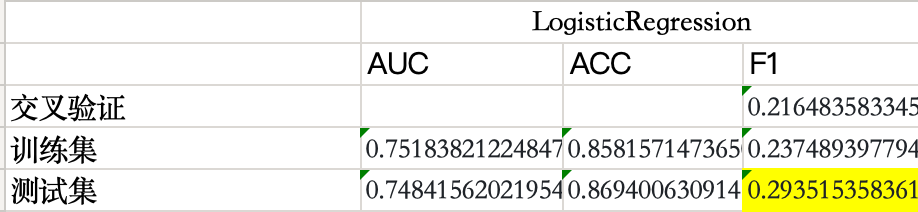 LogisticRegression
AUC ACC F1
交叉验证 0.216483583345
训练集 0.75183821224847 0.85815714736 0.237489397794
测试集 0.74841562021954 0.869400630914 0.293515358361